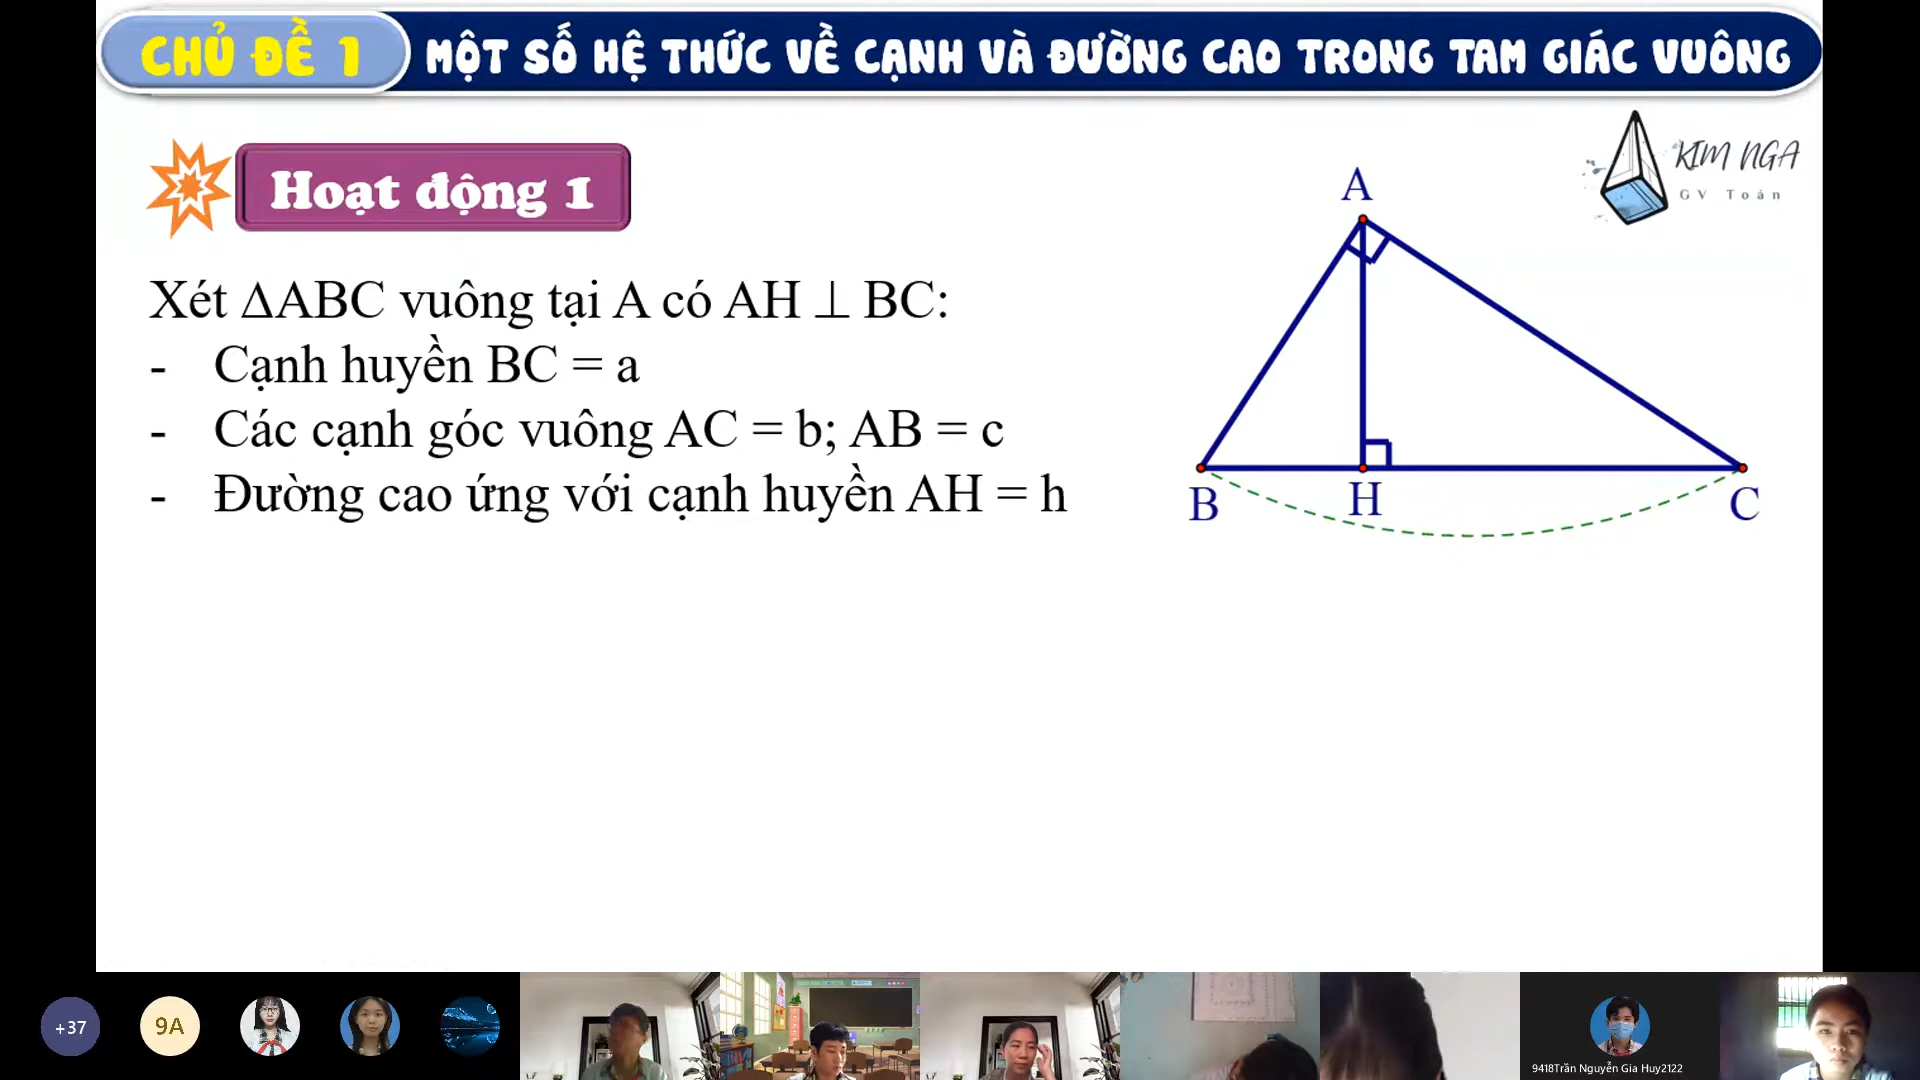 CHỦ ĐỀ 1
MỘT SỐ HỆ THỨC VỀ CẠNH VÀ ĐƯỜNG CAO TRONG TAM GIÁC VUÔNG
KIM NGA
GV Toán
Hoạt động 1
Xét ΔABC vuông tại A có AH ⊥ BC:
- Cạnh huyền BC = a
- Các cạnh góc vuông AC = b; AB = c
- Đường cao ứng với cạnh huyền AH = h
A
B
H
C
+37
9A
9418Trần Nguyễn Gia Huy2122